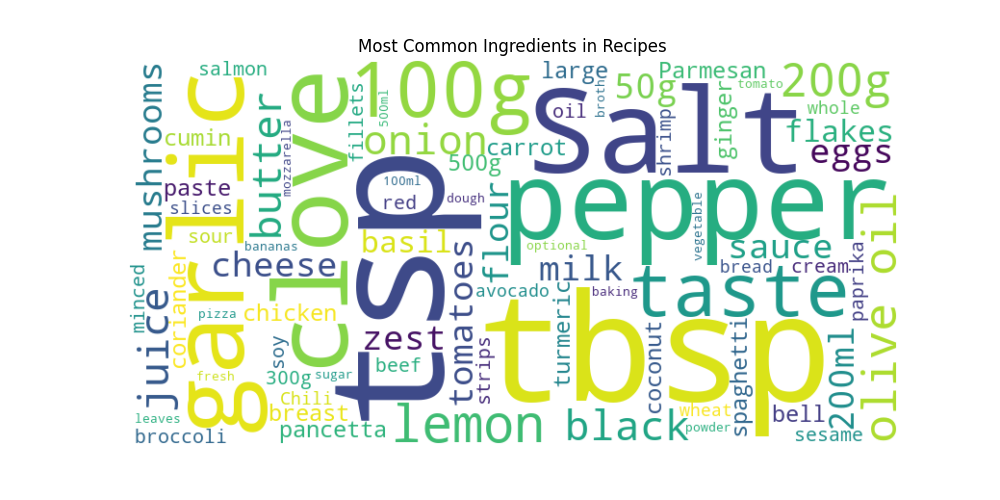 Most Common Ingredients in Recipes
mushrooms
salmon
garlic
cumin
paste
slices
sour
butter
mozzarella
bananas
cheese
clove
fillets
100g
500ml
onion
500g
carrot
large
oil
broth
50g
Parmesan
shrimp
ginger
tomato
200g
whole
flakes
eggs
salt
pepper
tsp
100ml
red
dough
basil
flour
tomatoes
optional
milk
avocado
baking
vegetable
sauce
bread
cream
paprika
olive oil
taste
tbsp
minced
juice
coriander
pizza
chicken
zest
soy
300g
sugar
beef
fresh
Chili
breast
leaves
broccoli
pancetta
lemon
strips
turmeric
black
coconut
wheat
powder
spaghetti
bell
200ml
sesame